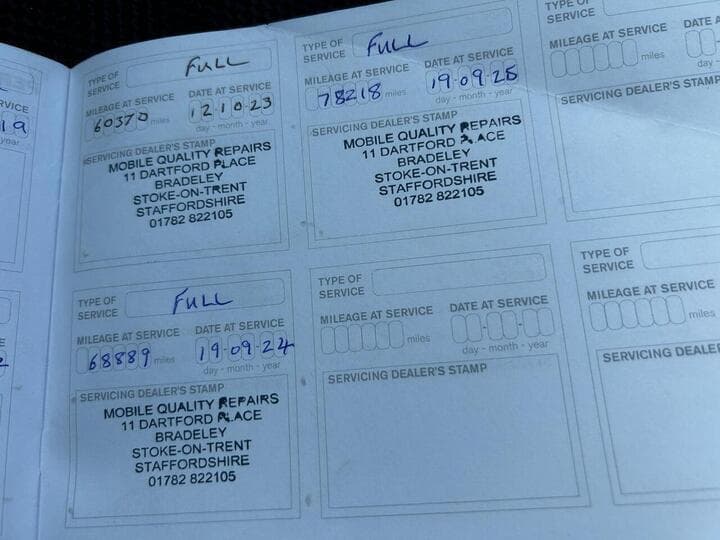 TYPE OF
SERVICE
FULL
MILEAGE AT SERVICE
DATE AT SERVICE
60370 miles
12 10 23
day - month - year
SERVICING DEALER'S STAMP
MOBILE QUALITY REPAIRS
11 DARTFORD PLACE
BRADELEY
STOKE-ON-TRENT
STAFFORDSHIRE
01782 822105
TYPE OF
SERVICE
FULL
MILEAGE AT SERVICE
DATE AT SERVICE
78218 miles
19-09-25
day - month - year
SERVICING DEALER'S STAMP
MOBILE QUALITY REPAIRS
11 DARTFORD PLACE
BRADELEY
STOKE-ON-TRENT
STAFFORDSHIRE
01782 822105
TYPE OF
SERVICE
MILEAGE AT SERVICE
DATE A
miles
day
SERVICING DEALER'S STAMP
TYPE OF
SERVICE
FULL
MILEAGE AT SERVICE
DATE AT SERVICE
68889 miles
19-09-24
day - month - year
SERVICING DEALER'S STAMP
MOBILE QUALITY REPAIRS
11 DARTFORD PLACE
BRADELEY
STOKE-ON-TRENT
STAFFORDSHIRE
01782 822105
TYPE OF
SERVICE
MILEAGE AT SERVICE
DATE AT SERVICE
miles
day - month - year
SERVICING DEALER'S STAMP
TYPE OF
SERVICE
MILEAGE AT SERVICE
miles
SERVICING DEALER